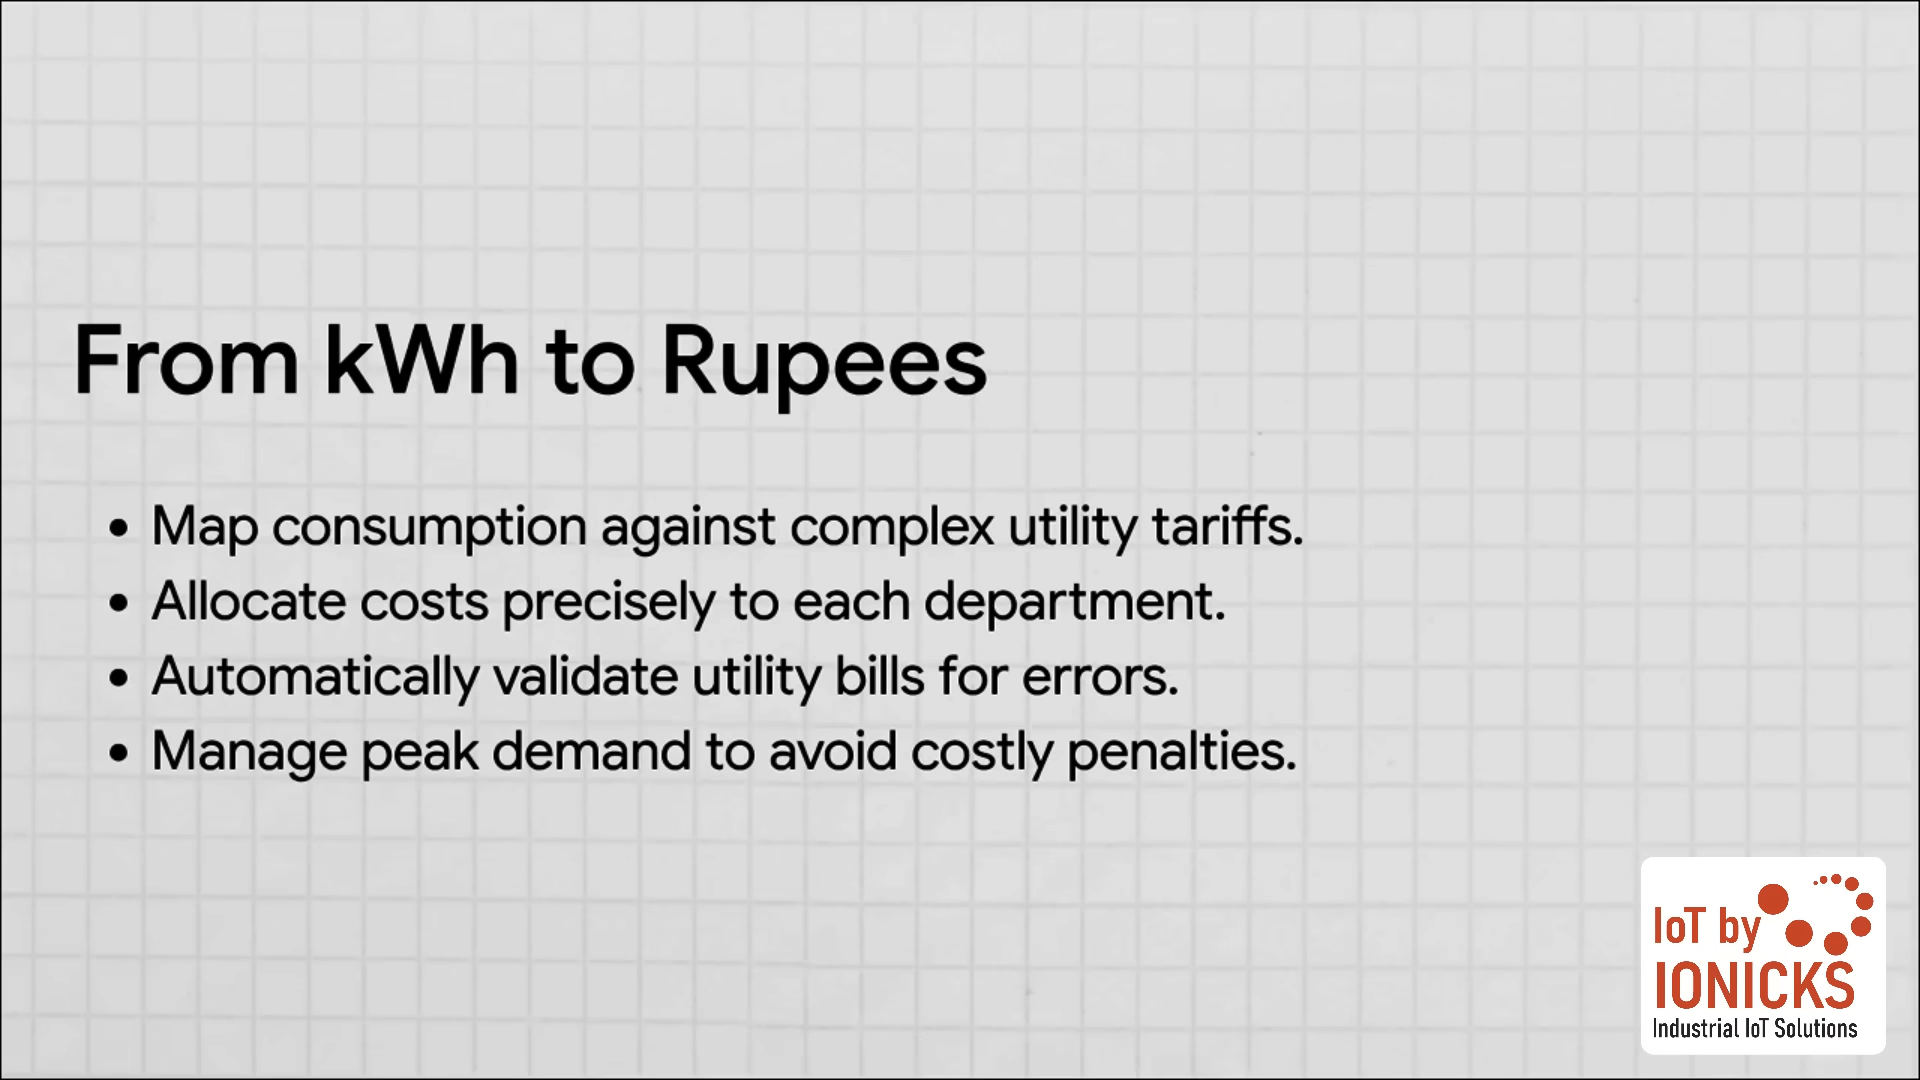 From kWh to Rupees
• Map consumption against complex utility tariffs.
• Allocate costs precisely to each department.
• Automatically validate utility bills for errors.
• Manage peak demand to avoid costly penalties.
IoT by
IONICKS
Industrial IoT Solutions